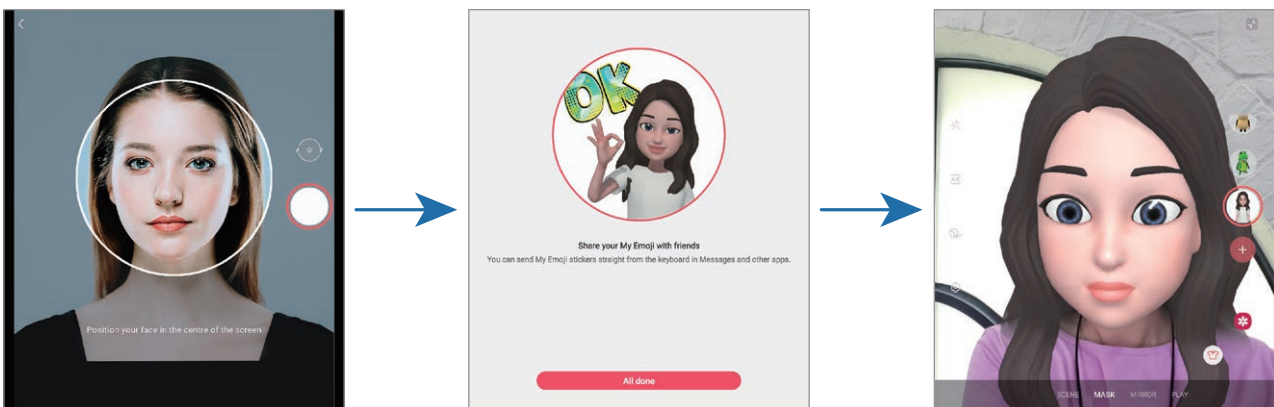 Position your face in the centre of the screen
OK
Share your My Emoji with friends
You can send My Emoji stickers straight from the keyboard in Messages and other apps.
All done
SCENE MASK MIRROR PLAY